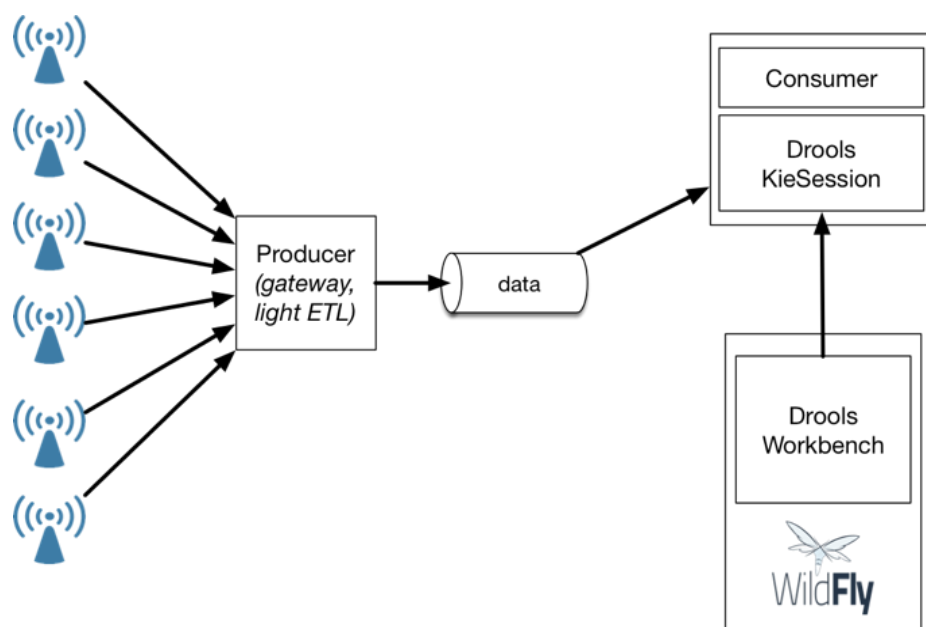 Producer
(gateway,
light ETL)
data
Consumer
Drools
KieSession
Drools
Workbench
WildFly